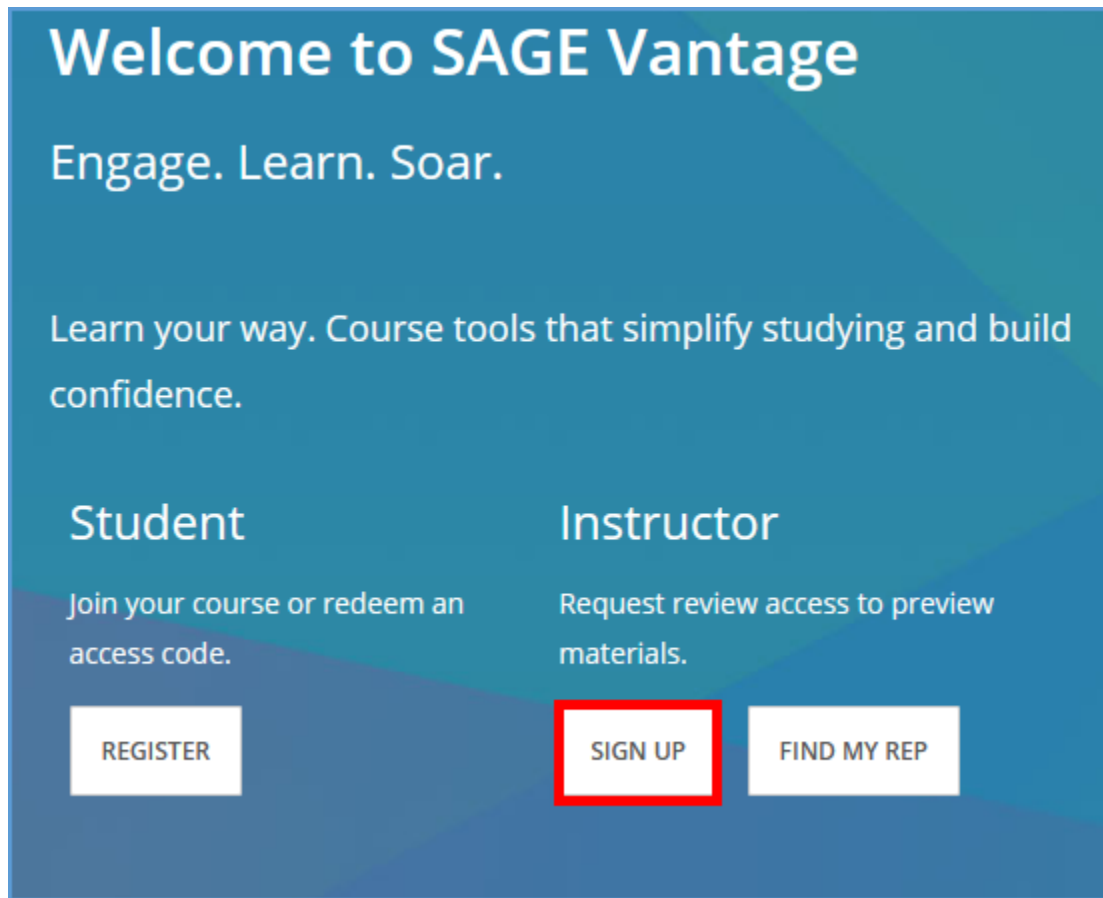 Welcome to SAGE Vantage
Engage. Learn. Soar.
Learn your way. Course tools that simplify studying and build
confidence.
Student
Join your course or redeem an
access code.
REGISTER
Instructor
Request review access to preview
materials.
SIGN UP
FIND MY REP